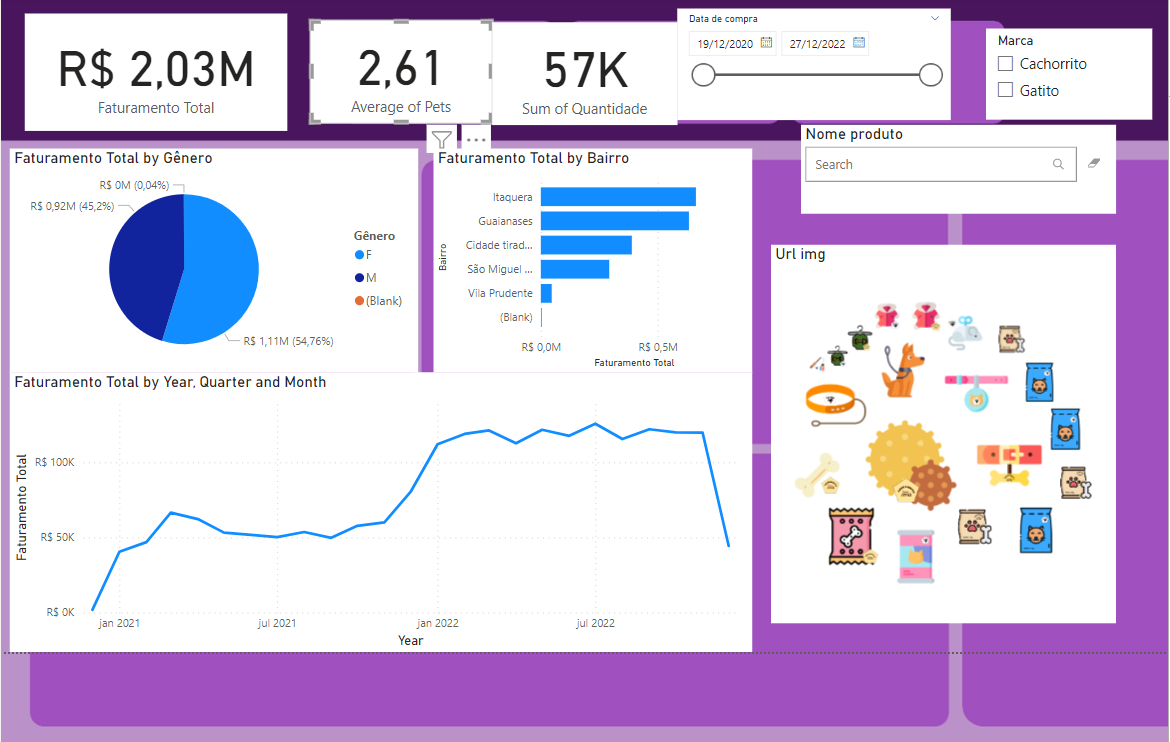 R$ 2,03M
Faturamento Total
2,61
Average of Pets
57K
Sum of Quantidade
Data de compra
19/12/2020
27/12/2022
Marca
Cachorrito
Gatito
Nome produto
Search
Faturamento Total by Gênero
R$ 0M (0,04%)
R$ 0,92M (45,2%)
R$ 1,11M (54,76%)
Gênero
F
M
(Blank)
Faturamento Total by Bairro
Bairro
Itaquera
Guaianases
Cidade tirad...
São Miguel ...
Vila Prudente
(Blank)
R$ 0,0M
R$ 0,5M
Faturamento Total
Url img
Faturamento Total by Year, Quarter and Month
Faturamento Total
R$ 100K
R$ 50K
R$ 0K
jan 2021
jul 2021
jan 2022
jul 2022
Year